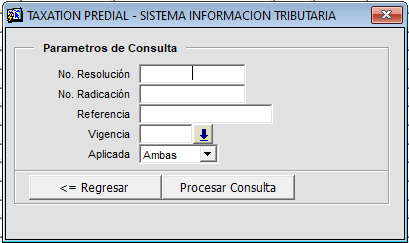 TAXATION PREDIAL - SISTEMA INFORMACION TRIBUTARIA
Parametros de Consulta
No. Resolución
No. Radicación
Referencia
Vigencia
Aplicada Ambas
<= Regresar Procesar Consulta